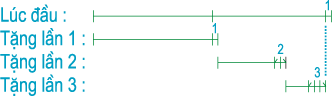 Lúc đầu : 1
Tặng lần 1 : 1
Tặng lần 2 : 2
Tặng lần 3 : 3